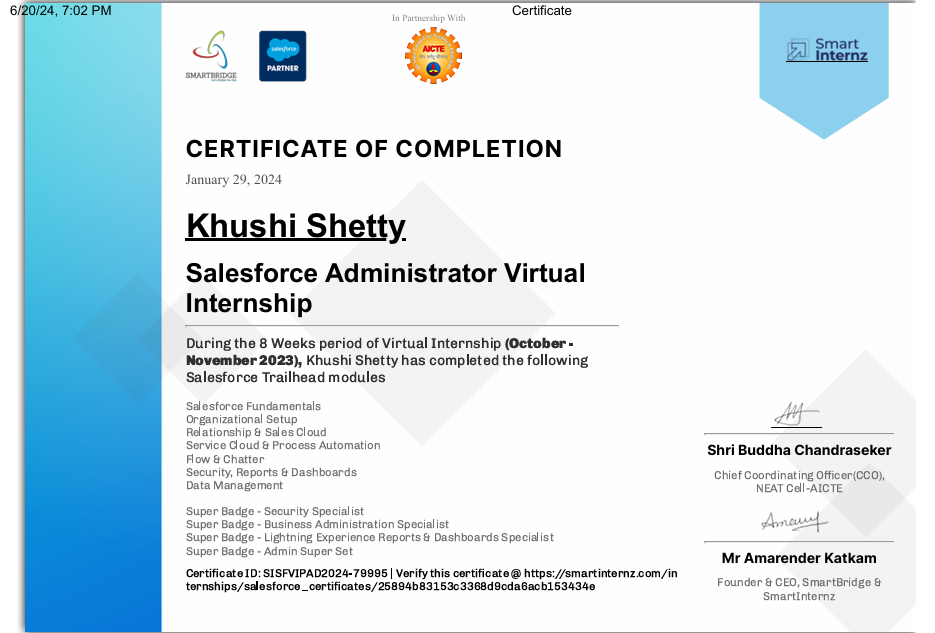 6/20/24, 7:02 PM
Certificate
In Partnership With
SMARTBRIDGE
salesforce
PARTNER
AICTE
Smart
Internz
CERTIFICATE OF COMPLETION
January 29, 2024
Khushi Shetty
Salesforce Administrator Virtual
Internship
During the 8 Weeks period of Virtual Internship (October -
November 2023), Khushi Shetty has completed the following
Salesforce Trailhead modules
Salesforce Fundamentals
Organizational Setup
Relationship & Sales Cloud
Service Cloud & Process Automation
Flow & Chatter
Security, Reports & Dashboards
Data Management
Super Badge - Security Specialist
Super Badge - Business Administration Specialist
Super Badge - Lightning Experience Reports & Dashboards Specialist
Super Badge - Admin Super Set
Certificate ID: SISFVIPAD2024-79995 | Verify this certificate @ https://smartinternz.com/in
ternships/salesforce_certificates/25894b83153c3368d9cda6acb153434e
Shri Buddha Chandraseker
Chief Coordinating Officer(CCO),
NEAT Cell-AICTE
Mr Amarender Katkam
Founder & CEO, SmartBridge &
SmartInternz